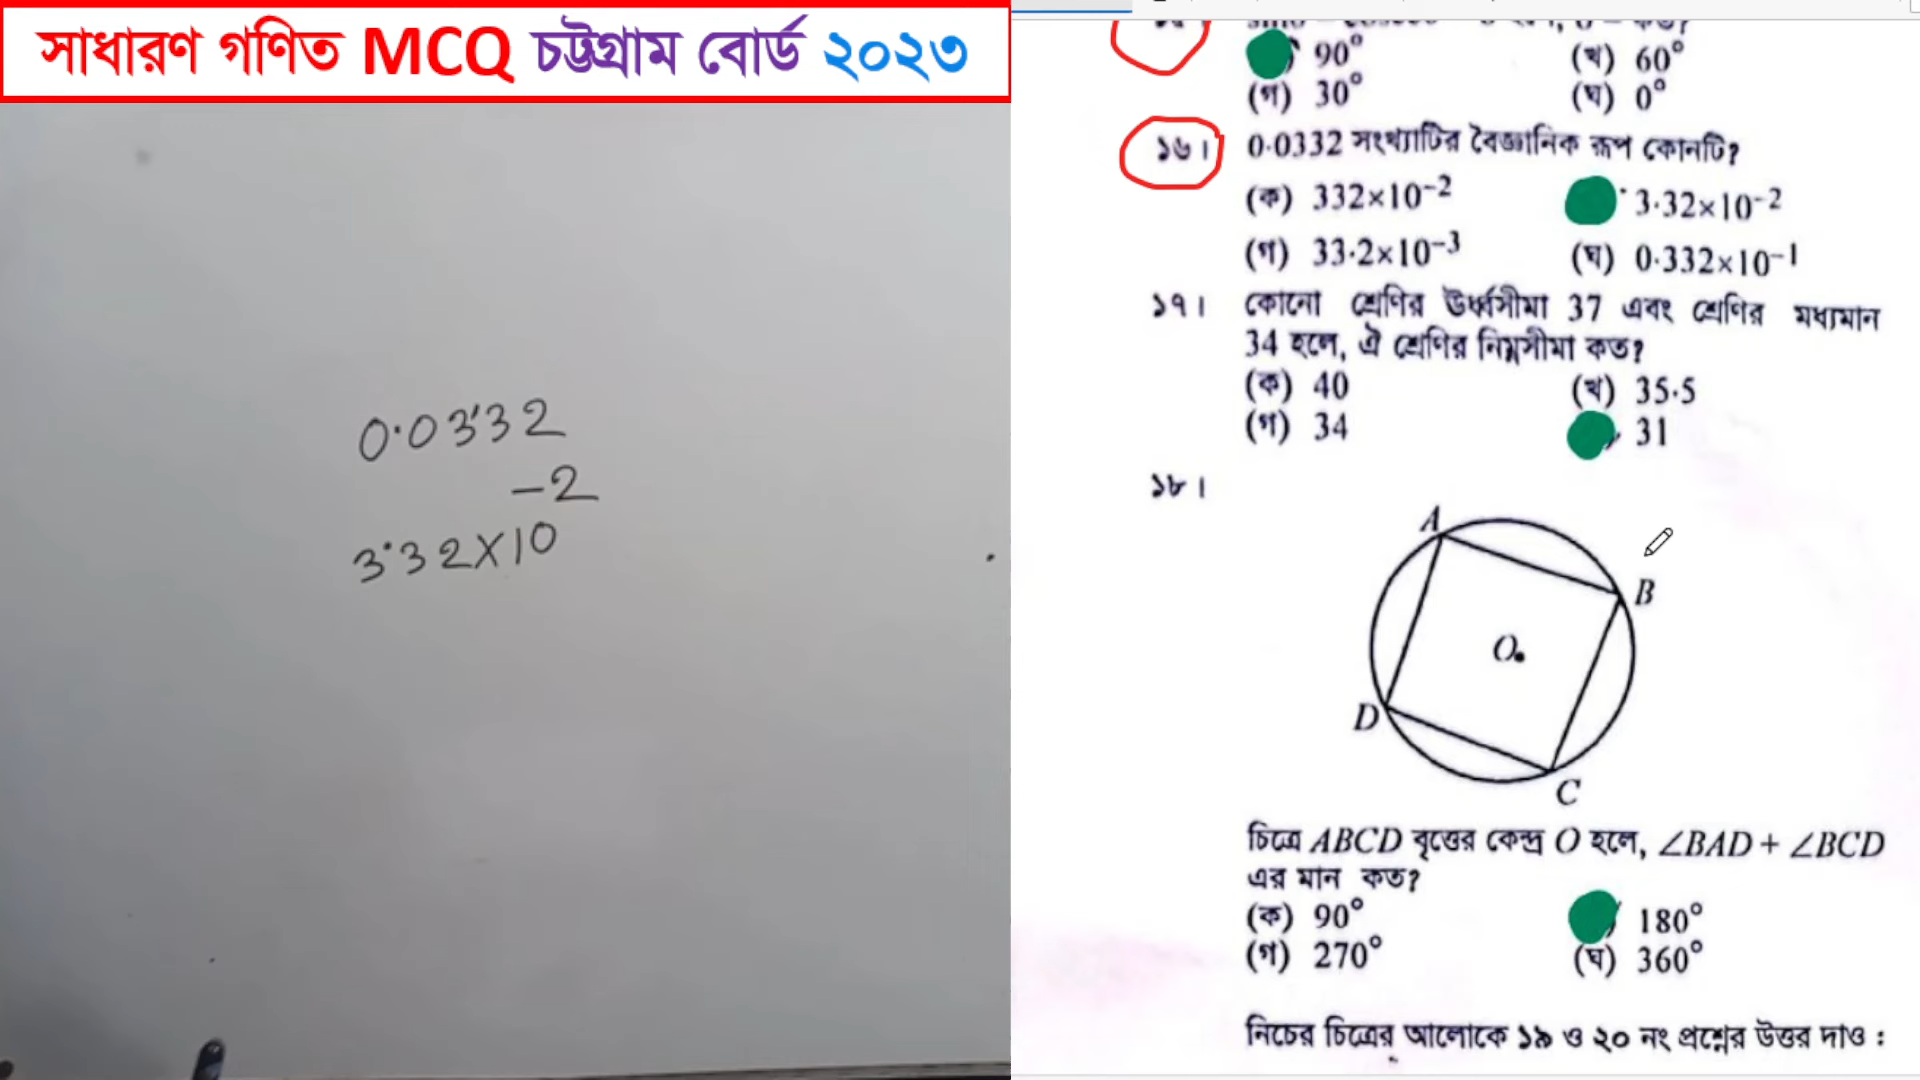 সাধারণ গণিত MCQ চট্টগ্রাম বোর্ড ২০২৩
0.0332
-2
3.32X10
90° (খ) 60°
(গ) 30° (ঘ) 0°
১৬। 0·0332 সংখ্যাটির বৈজ্ঞানিক রূপ কোনটি?
(ক) 332×10⁻² 3·32×10⁻²
(গ) 33·2×10⁻³ (ঘ) 0·332×10⁻¹
১৭। কোনো শ্রেণির ঊর্ধ্বসীমা 37 এবং শ্রেণির মধ্যমান
34 হলে, ঐ শ্রেণির নিম্নসীমা কত?
(ক) 40 (খ) 35·5
(গ) 34 31
১৮।
A
B
O
D
C
চিত্রে ABCD বৃত্তের কেন্দ্র O হলে, ∠BAD + ∠BCD
এর মান কত?
(ক) 90° 180°
(গ) 270° (ঘ) 360°
নিচের চিত্রের আলোকে ১৯ ও ২০ নং প্রশ্নের উত্তর দাও :